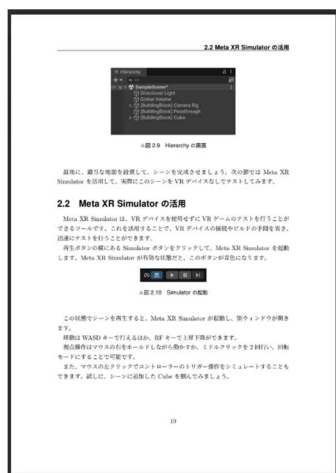 2.2 Meta XR Simulator の活用
Hierarchy
SampleScene*
Directional Light
Global Volume
[BuildingBlock] Camera Rig
[BuildingBlock] Passthrough
[BuildingBlock] Cube
▲図 2.9 Hierarchy の画面
最後に、適当な地面を設置して、シーンを完成させましょう。次の節では Meta XR
Simulator を活用して、実際にこのシーンを VR デバイスなしでテストしてみます。
2.2 Meta XR Simulator の活用
Meta XR Simulator は、VR デバイスを使用せずに VR ゲームのテストを行うことが
できるツールです。これを活用することで、VR デバイスの接続やビルドの手間を省き、
迅速にテストを行うことができます。
再生ボタンの横にある Simulator ボタンをクリックして、Meta XR Simulator を起動
します。Meta XR Simulator が有効な状態だと、このボタンが青色になります。
▲図 2.10 Simulator の起動
この状態でシーンを再生すると、Meta XR Simulator が起動し、別ウィンドウが開き
ます。
移動は WASD キーで行えるほか、RF キーで上昇下降ができます。
視点操作はマウスの右をホールドしながら動かすか、ミドルクリックを 2 回行い、回転
モードにすることで可能です。
また、マウスの左クリックでコントローラーのトリガー操作をシミュレートすることも
できます。試しに、シーンに追加した Cube を掴んでみましょう。
19